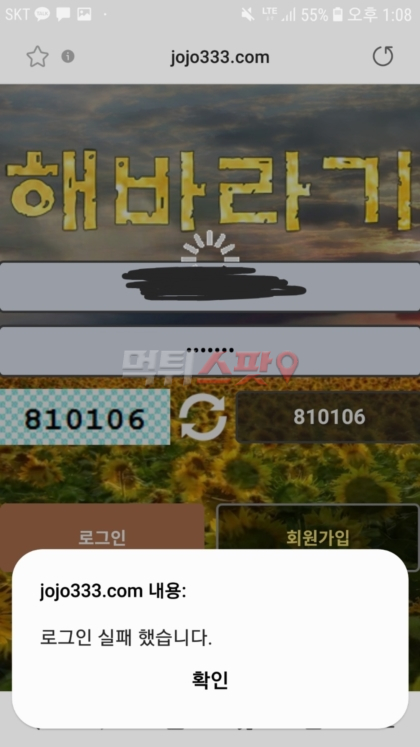 SKT LTE 55% 오후 1:08
jojo333.com
해바라기
•••••••
먹튀스팟
810106 810106
로그인 회원가입
jojo333.com 내용:
로그인 실패 했습니다.
확인